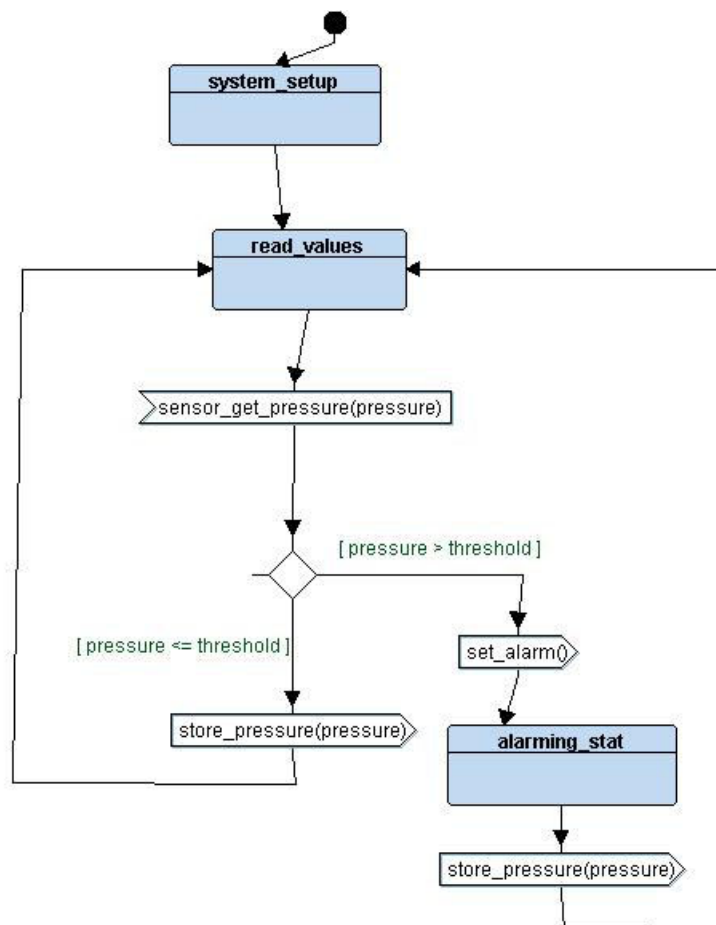 system_setup
read_values
sensor_get_pressure(pressure)
[ pressure > threshold ]
[ pressure <= threshold ]
set_alarm()
store_pressure(pressure)
alarming_stat
store_pressure(pressure)